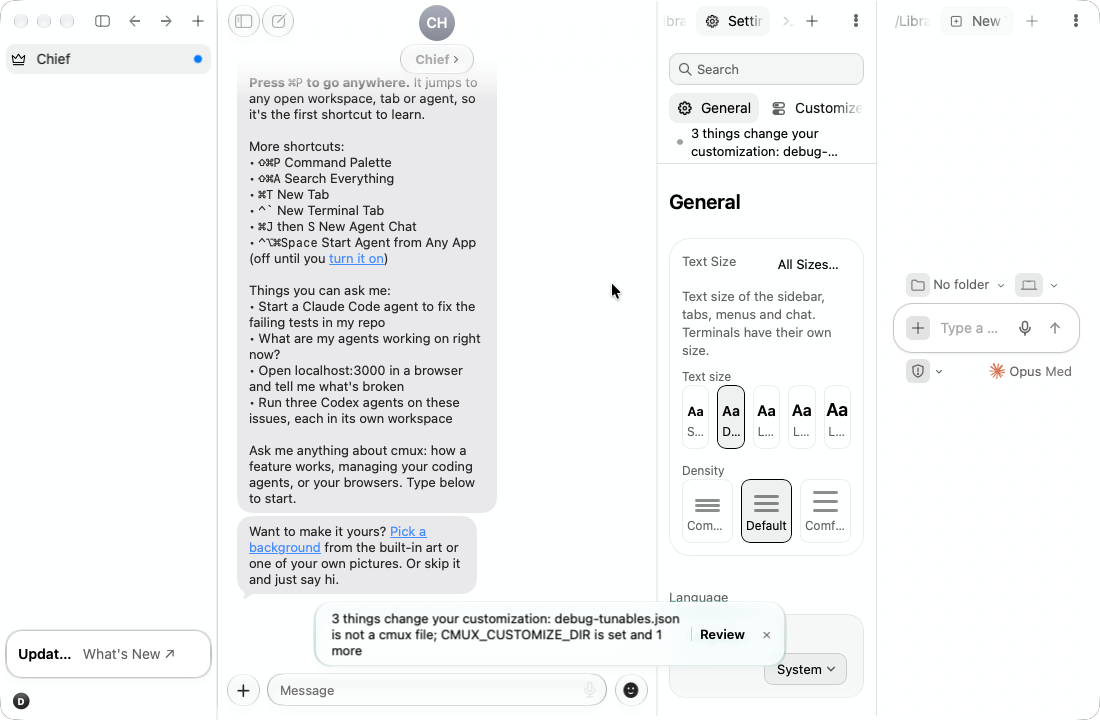 Chief
Updat...
What's New ↗
D
CH
Chief ›
Press ⌘P to go anywhere. It jumps to
any open workspace, tab or agent, so
it's the first shortcut to learn.
More shortcuts:
• ⇧⌘P Command Palette
• ⇧⌘A Search Everything
• ⌘T New Tab
• ^` New Terminal Tab
• ⌘J then S New Agent Chat
• ^⌥⌘Space Start Agent from Any App
(off until you turn it on)
Things you can ask me:
• Start a Claude Code agent to fix the
failing tests in my repo
• What are my agents working on right
now?
• Open localhost:3000 in a browser
and tell me what's broken
• Run three Codex agents on these
issues, each in its own workspace
Ask me anything about cmux: how a
feature works, managing your coding
agents, or your browsers. Type below
to start.
Want to make it yours? Pick a
background from the built-in art or
one of your own pictures. Or skip it
and just say hi.
3 things change your customization: debug-tunables.json
is not a cmux file; CMUX_CUSTOMIZE_DIR is set and 1
more
Review ×
Message
Settin
Search
General
Customize
3 things change your
customization: debug-...
General
Text Size
All Sizes...
Text size of the sidebar,
tabs, menus and chat.
Terminals have their own
size.
Text size
Aa Aa Aa Aa Aa
S... D... L... L... L...
Density
Com... Default Comf...
Language
System
/Libra
New
No folder
Type a ...
Opus Med